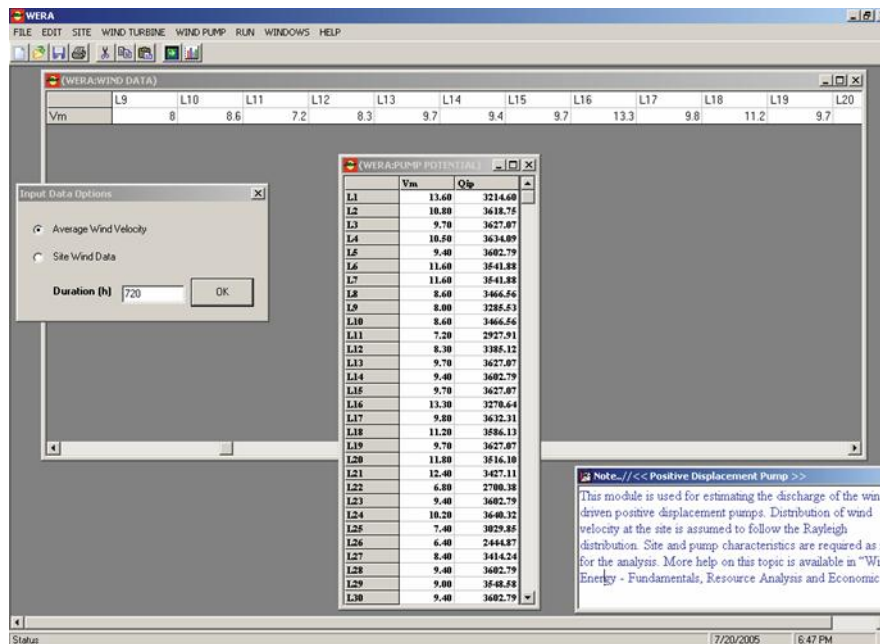 WERA
FILE EDIT SITE WIND TURBINE WIND PUMP RUN WINDOWS HELP
(WERA:WIND DATA)
L9 L10 L11 L12 L13 L14 L15 L16 L17 L18 L19 L20
Vm 8 8.6 7.2 8.3 9.7 9.4 9.7 13.3 9.8 11.2 9.7
(WERA:PUMP POTENTIAL)
Vm Qip
L1 13.60 3214.60
L2 10.80 3618.75
L3 9.70 3627.07
L4 10.50 3634.09
L5 9.40 3602.79
L6 11.60 3541.88
L7 11.60 3541.88
L8 8.60 3466.56
L9 8.00 3285.53
L10 8.60 3466.56
L11 7.20 2927.91
L12 8.30 3385.12
L13 9.70 3627.07
L14 9.40 3602.79
L15 9.70 3627.07
L16 13.30 3270.64
L17 9.80 3632.31
L18 11.20 3586.13
L19 9.70 3627.07
L20 11.80 3516.10
L21 12.40 3427.11
L22 6.80 2700.38
L23 9.40 3602.79
L24 10.20 3640.32
L25 7.40 3029.85
L26 6.40 2444.87
L27 8.40 3414.24
L28 9.40 3602.79
L29 9.00 3548.58
L30 9.40 3602.79
Input Data Options
Average Wind Velocity
Site Wind Data
Duration (h) 720 OK
Note..//<< Positive Displacement Pump >>
This module is used for estimating the discharge of the win
driven positive displacement pumps. Distribution of wind
velocity at the site is assumed to follow the Rayleigh
distribution. Site and pump characteristics are required as
for the analysis. More help on this topic is available in "Wi
Energy - Fundamentals, Resource Analysis and Economic
Status 7/20/2005 6:47 PM